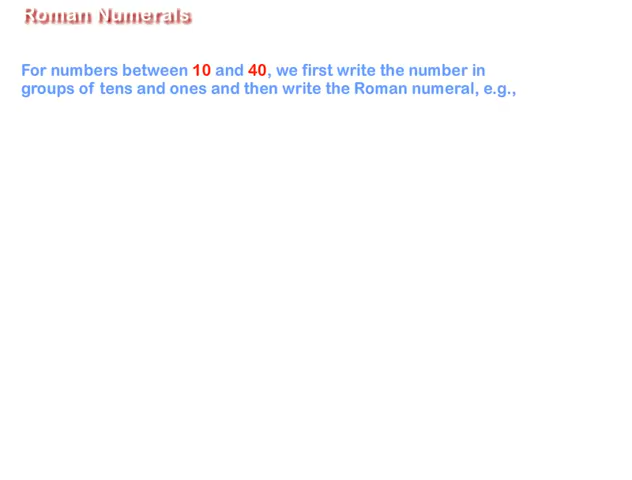 Roman Numerals
For numbers between 10 and 40, we first write the number in
groups of tens and ones and then write the Roman numeral, e.g.,